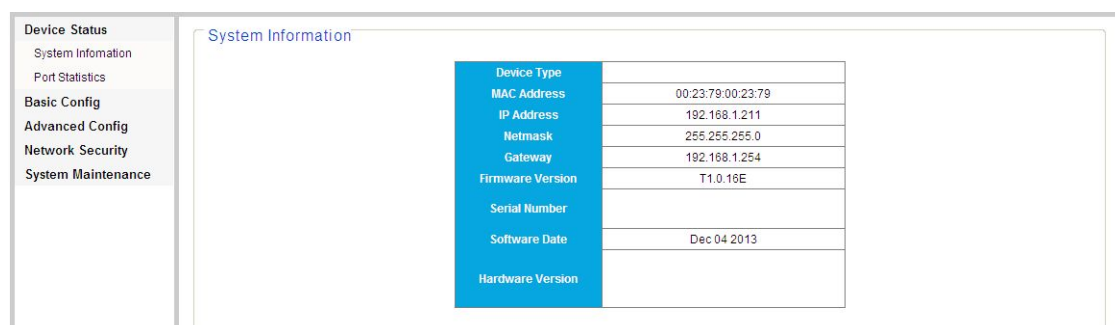 Device Status
System Infomation
Port Statistics
Basic Config
Advanced Config
Network Security
System Maintenance
System Information
Device Type
MAC Address 00:23:79:00:23:79
IP Address 192.168.1.211
Netmask 255.255.255.0
Gateway 192.168.1.254
Firmware Version T1.0.16E
Serial Number
Software Date Dec 04 2013
Hardware Version